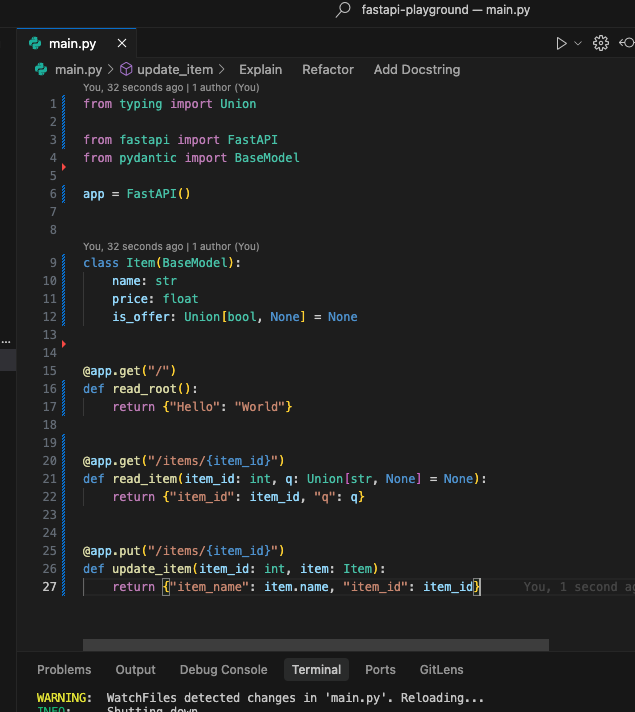 fastapi-playground — main.py
main.py
main.py > update_item > Explain Refactor Add Docstring
You, 32 seconds ago | 1 author (You)
1 from typing import Union
2
3 from fastapi import FastAPI
4 from pydantic import BaseModel
5
6 app = FastAPI()
7
8
You, 32 seconds ago | 1 author (You)
9 class Item(BaseModel):
10     name: str
11     price: float
12     is_offer: Union[bool, None] = None
13
14
15 @app.get("/")
16 def read_root():
17     return {"Hello": "World"}
18
19
20 @app.get("/items/{item_id}")
21 def read_item(item_id: int, q: Union[str, None] = None):
22     return {"item_id": item_id, "q": q}
23
24
25 @app.put("/items/{item_id}")
26 def update_item(item_id: int, item: Item):
27     return {"item_name": item.name, "item_id": item_id} You, 1 second
Problems Output Debug Console Terminal Ports GitLens
WARNING: WatchFiles detected changes in 'main.py'. Reloading...
INFO: Shutting down